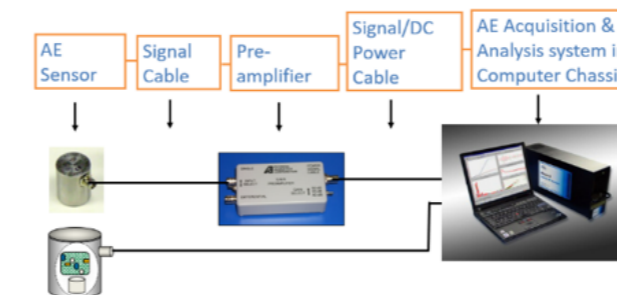 AE
Sensor
Signal
Cable
Pre-
amplifier
Signal/DC
Power
Cable
AE Acquisition &
Analysis system i
Computer Chassi